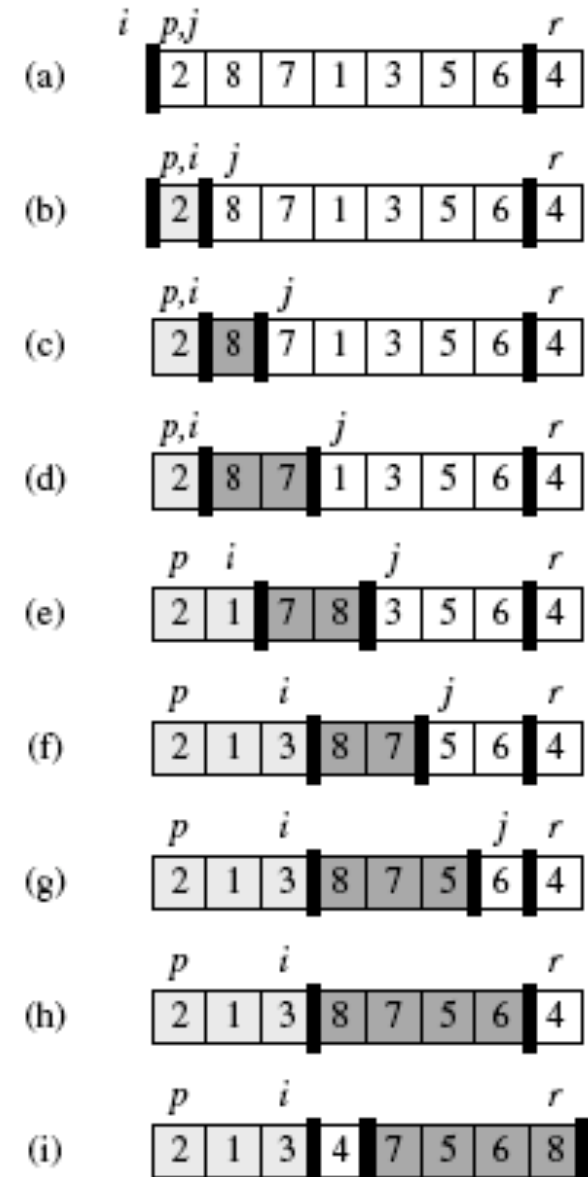 i p,j r
(a) 2 8 7 1 3 5 6 4
p,i j r
(b) 2 8 7 1 3 5 6 4
p,i j r
(c) 2 8 7 1 3 5 6 4
p,i j r
(d) 2 8 7 1 3 5 6 4
p i j r
(e) 2 1 7 8 3 5 6 4
p i j r
(f) 2 1 3 8 7 5 6 4
p i j r
(g) 2 1 3 8 7 5 6 4
p i r
(h) 2 1 3 8 7 5 6 4
p i r
(i) 2 1 3 4 7 5 6 8